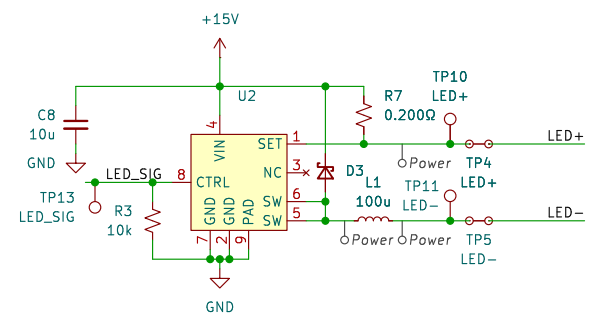 +15V
U2
C8
10u
GND
4
VIN
R7
0.200Ω
TP10
LED+
SET
1
Power
TP4
LED+
LED+
LED_SIG
8
CTRL
NC
3
D3
TP13
LED_SIG
R3
10k
SW
6
L1
100u
TP11
LED-
LED-
GND
GND
PAD
SW
5
Power
Power
TP5
LED-
7
2
9
GND